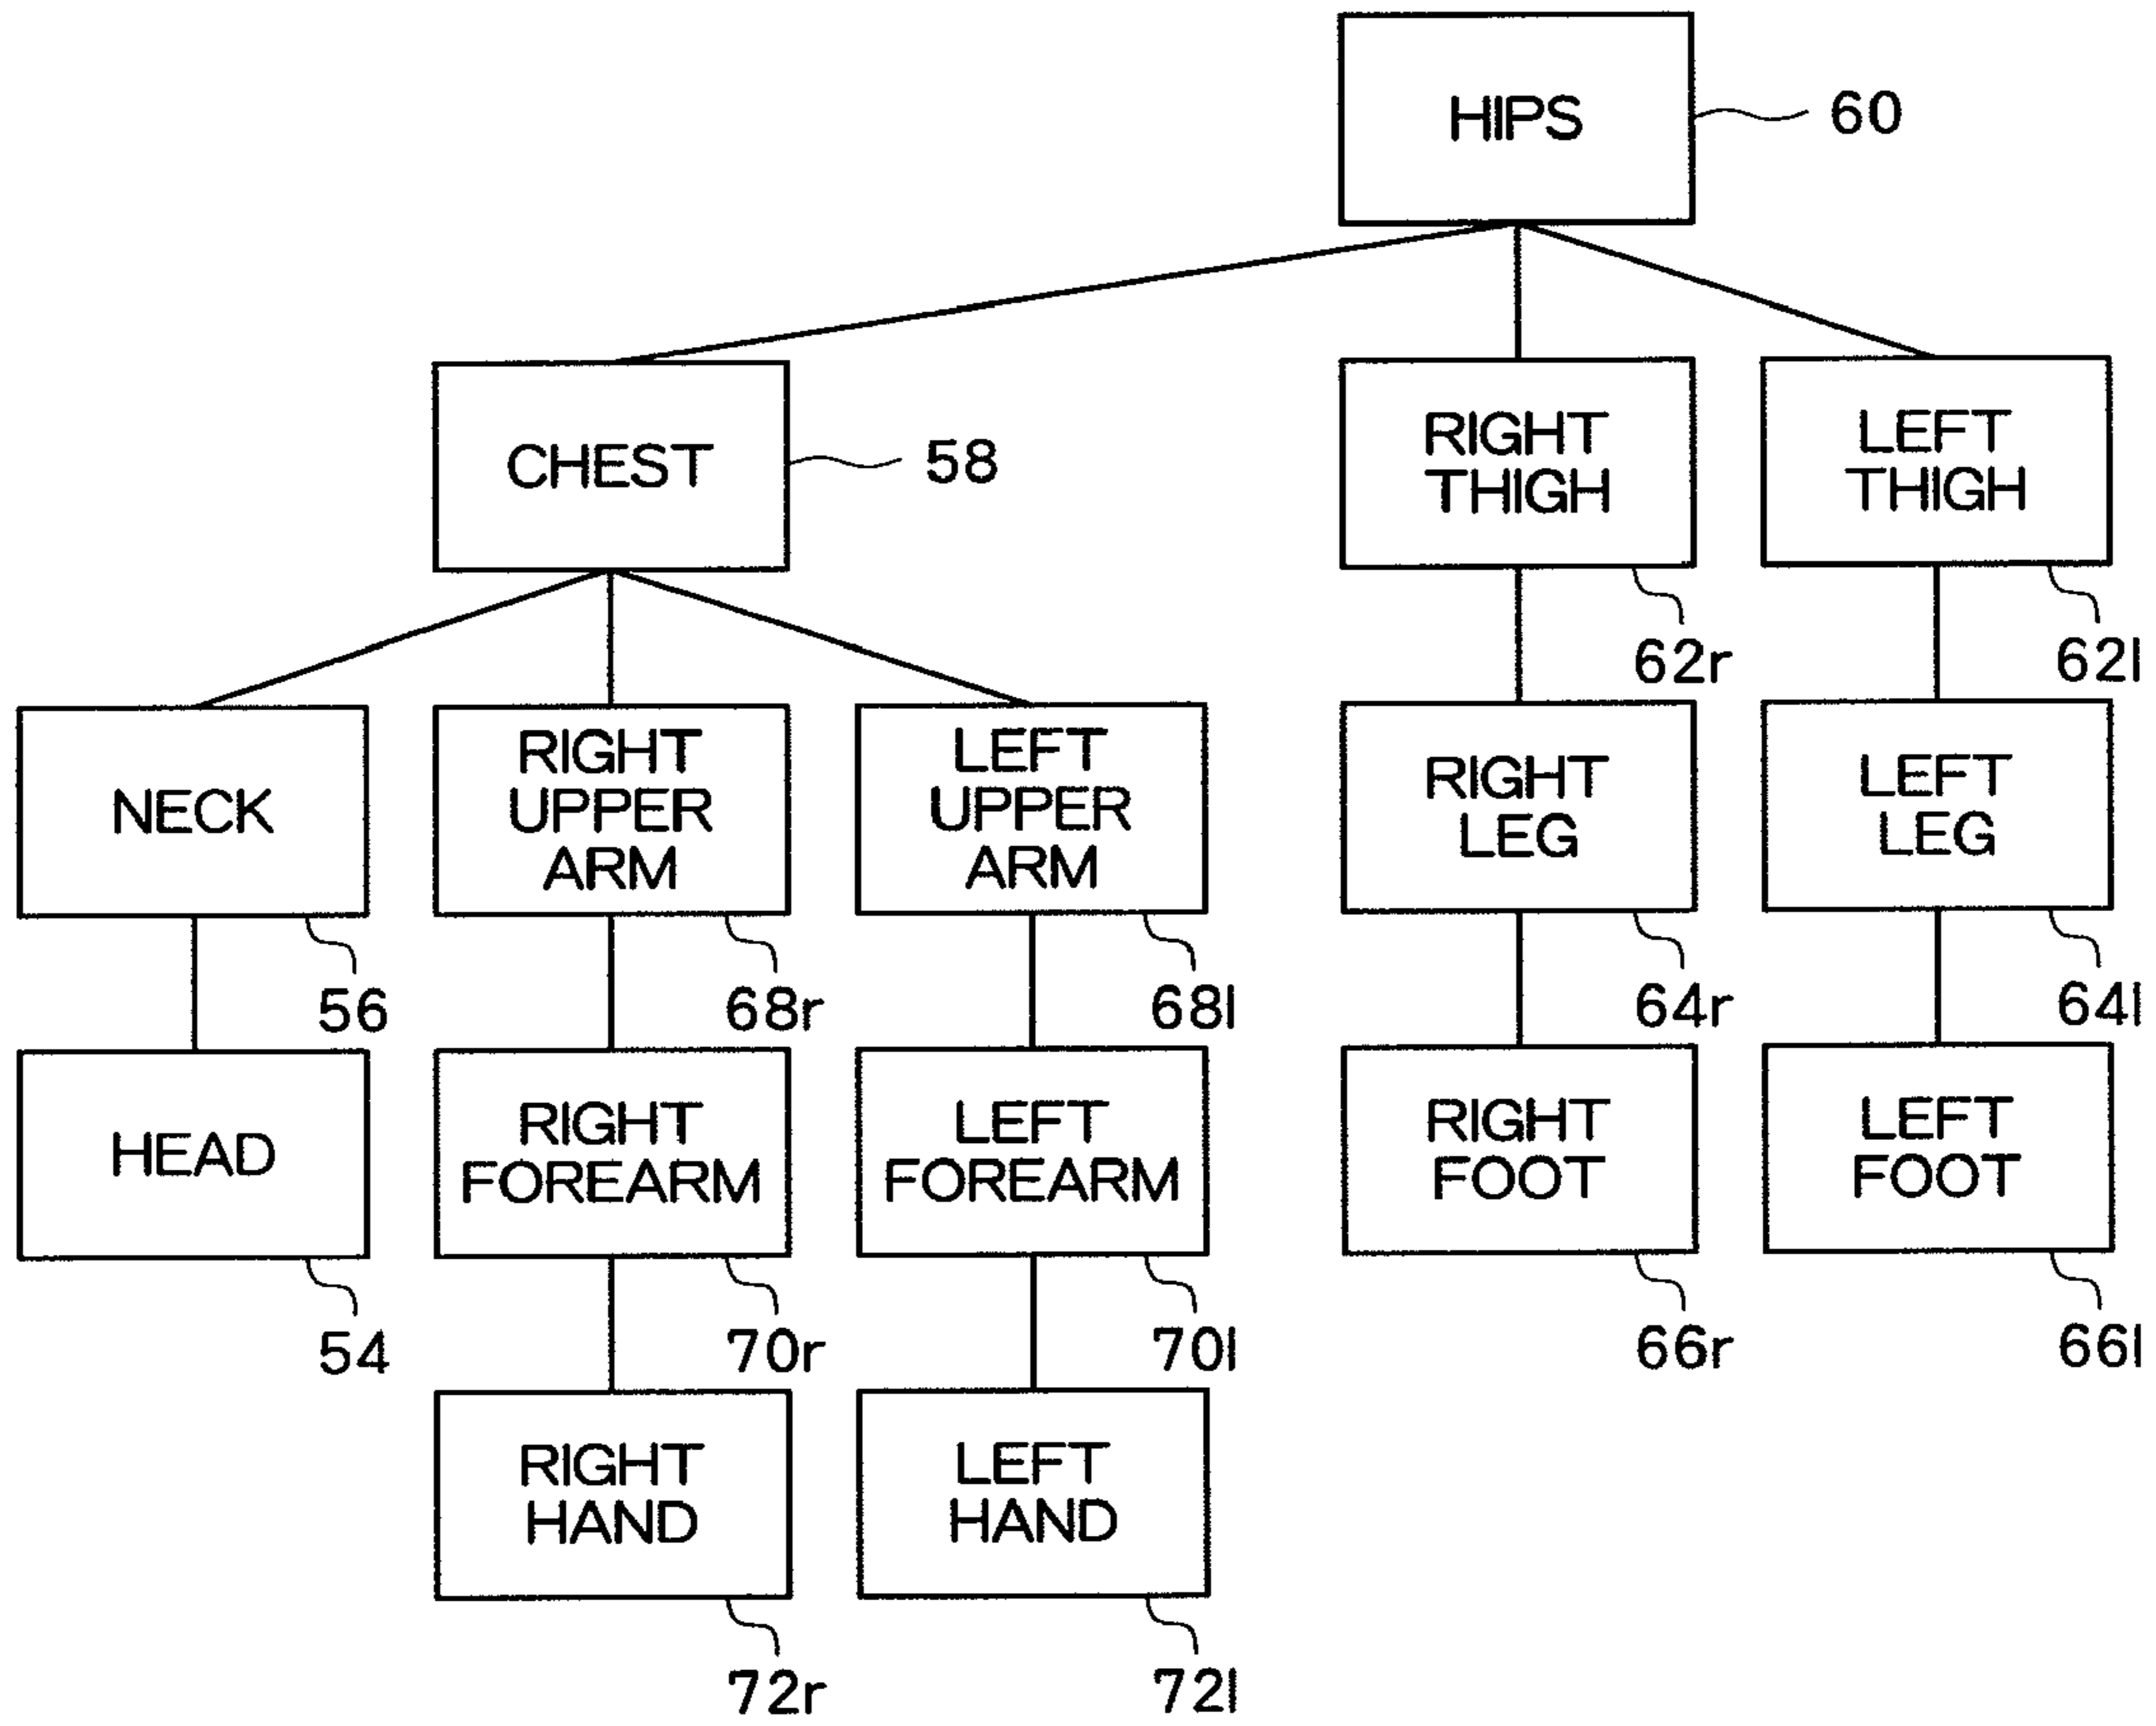 HIPS
60
CHEST
58
RIGHT
THIGH
62r
LEFT
THIGH
62l
NECK
56
RIGHT
UPPER
ARM
68r
LEFT
UPPER
ARM
68l
RIGHT
LEG
64r
LEFT
LEG
64l
HEAD
54
RIGHT
FOREARM
70r
LEFT
FOREARM
70l
RIGHT
FOOT
66r
LEFT
FOOT
66l
RIGHT
HAND
72r
LEFT
HAND
72l